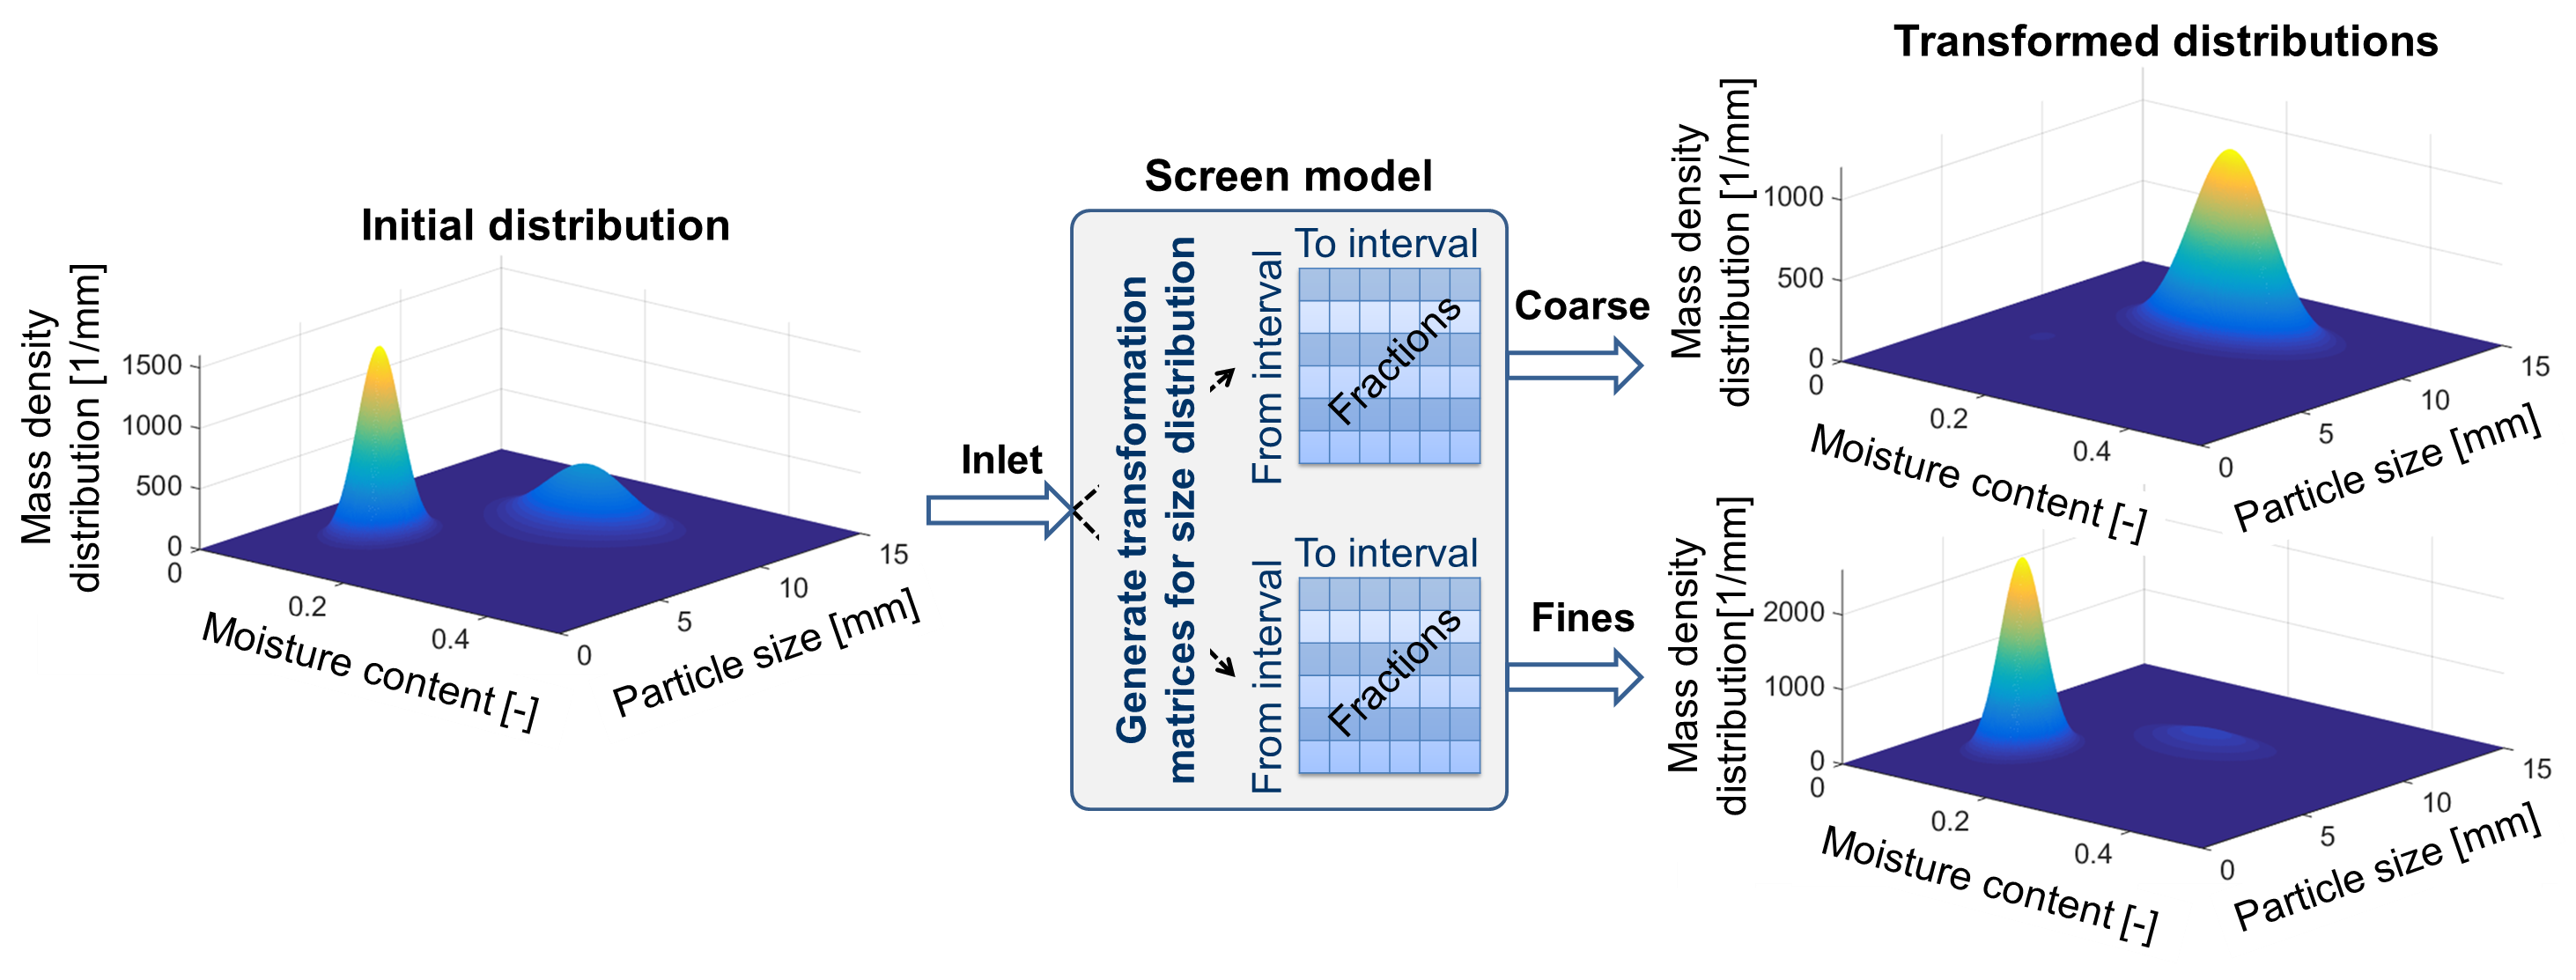 Initial distribution
Mass density
distribution [1/mm]
1500
1000
500
0
0
0.2
0.4
Moisture content [-]
0
5
10
15
Particle size [mm]
Inlet
Screen model
Generate transformation
matrices for size distribution
To interval
From interval
Fractions
To interval
From interval
Fractions
Coarse
Fines
Transformed distributions
Mass density
distribution [1/mm]
1000
500
0
0
0.2
0.4
Moisture content [-]
0
5
10
15
Particle size [mm]
Mass density
distribution[1/mm]
2000
1000
0
0
0.2
0.4
Moisture content [-]
0
5
10
15
Particle size [mm]